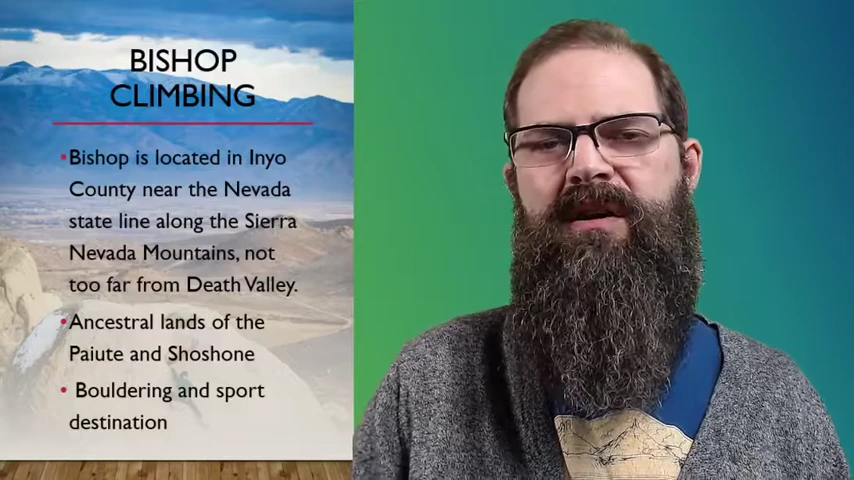 BISHOP
CLIMBING
•Bishop is located in Inyo
County near the Nevada
state line along the Sierra
Nevada Mountains, not
too far from Death Valley.
•Ancestral lands of the
Paiute and Shoshone
• Bouldering and sport
destination